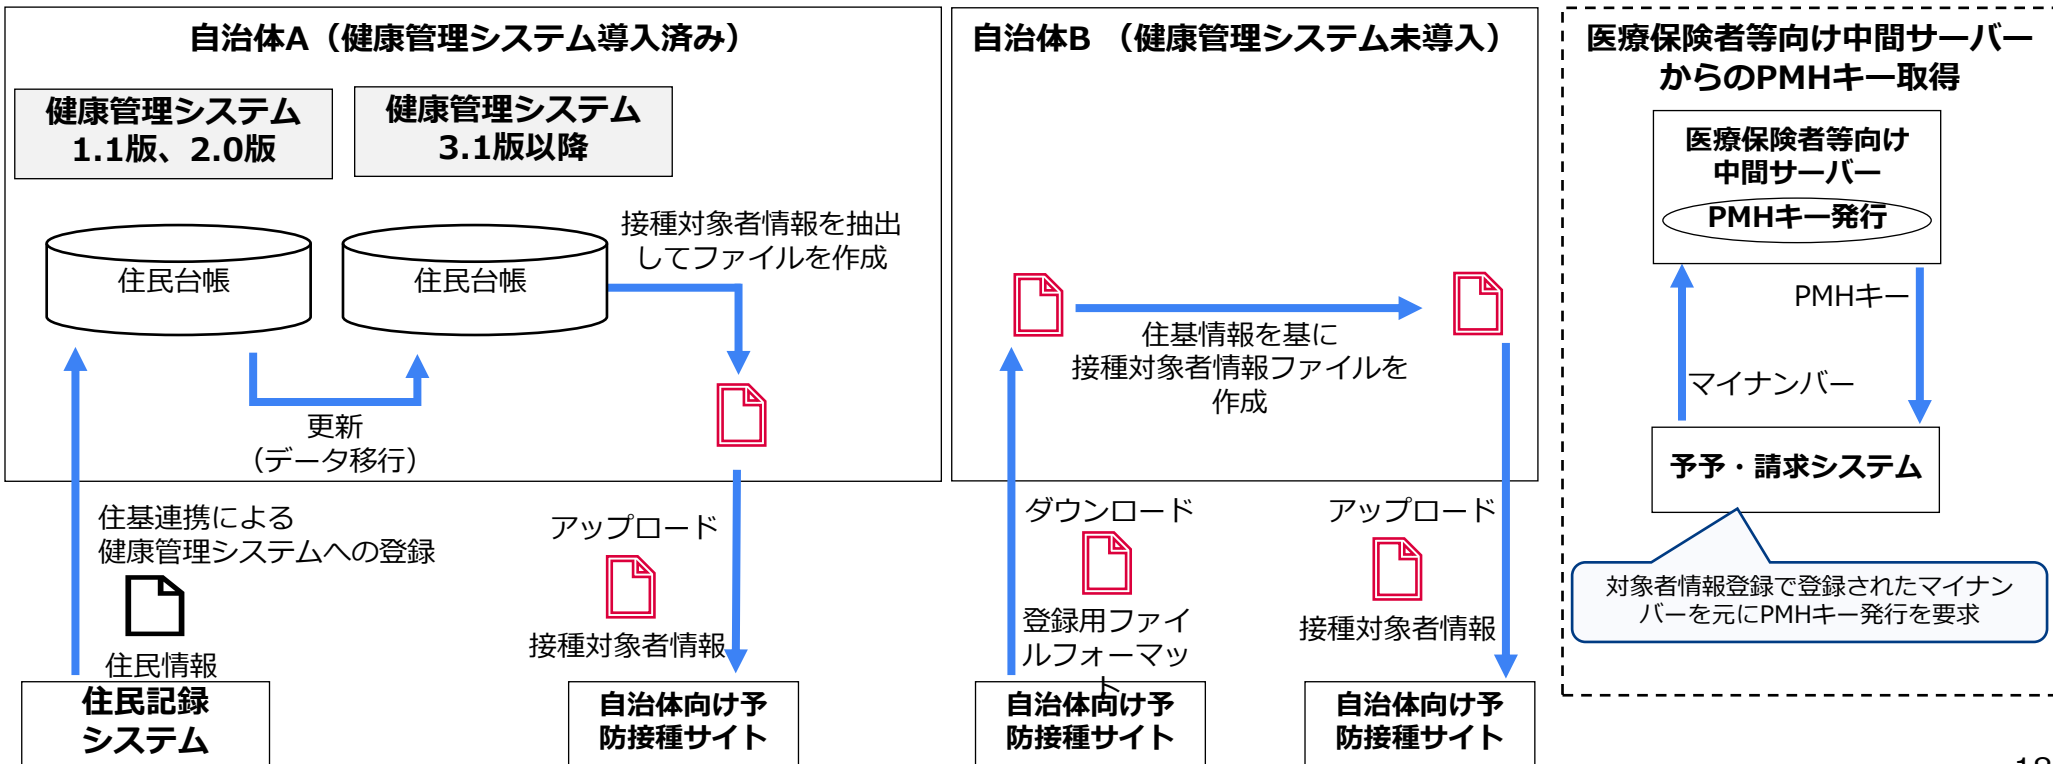 自治体A（健康管理システム導入済み）
健康管理システム
1.1版、2.0版
健康管理システム
3.1版以降
住民台帳
住民台帳
接種対象者情報を抽出
してファイルを作成
更新
（データ移行）
住基連携による
健康管理システムへの登録
住民情報
住民記録
システム
アップロード
接種対象者情報
自治体向け予
防接種サイト
自治体B （健康管理システム未導入）
住基情報を基に
接種対象者情報ファイルを
作成
ダウンロード
登録用ファイ
ルフォーマッ
ト
自治体向け予
防接種サイト
アップロード
接種対象者情報
自治体向け予
防接種サイト
医療保険者等向け中間サーバー
からのPMHキー取得
医療保険者等向け
中間サーバー
PMHキー発行
PMHキー
マイナンバー
予予・請求システム
対象者情報登録で登録されたマイナン
バーを元にPMHキー発行を要求